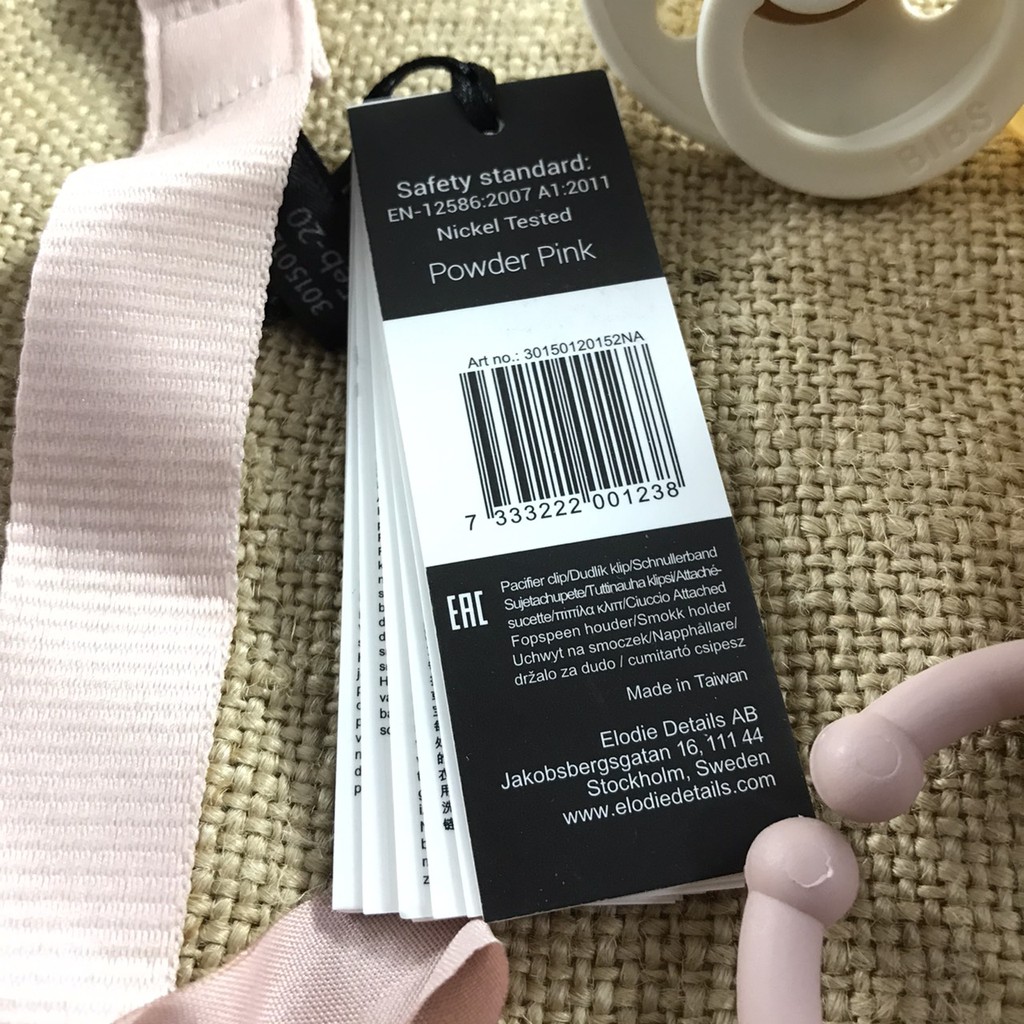 BIBS
Safety standard:
EN-12586:2007 A1:2011
Nickel Tested
Powder Pink
Feb-20
Art no.: 30150120152NA
7 333222 001238
EAC
Pacifier clip/Dudlík klip/Schnullerband
Sujetachupete/Tuttinauha klipsi/Attaché-
sucette/πιπίλα κλιπ/Ciuccio Attached
Fopspeen houder/Smokk holder
Uchwyt na smoczek/Napphållare/
držalo za dudo / cumitartó csipesz
Made in Taiwan
Elodie Details AB
Jakobsbergsgatan 16, 111 44
Stockholm, Sweden
www.elodiedetails.com